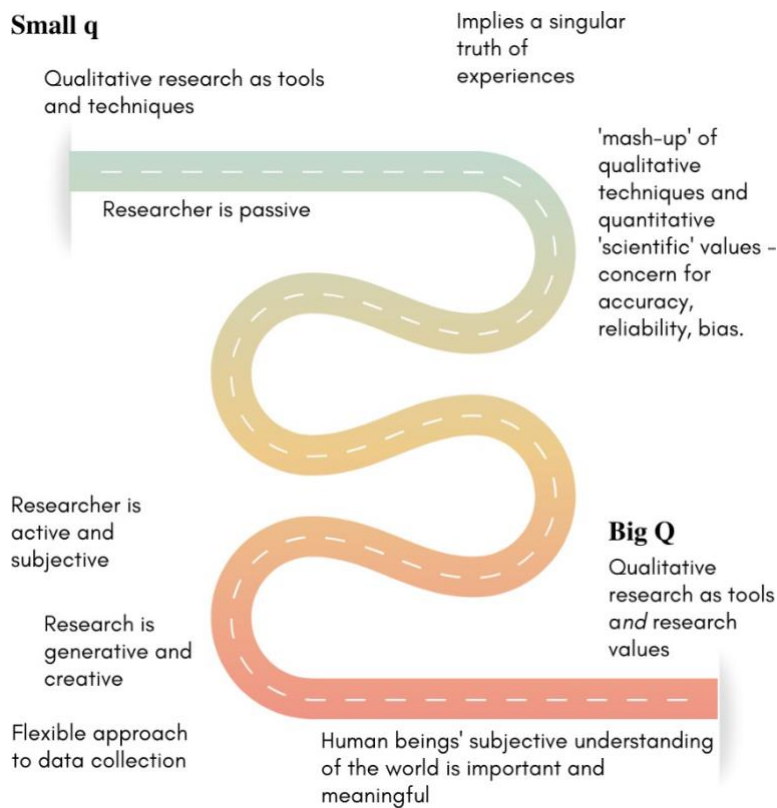 Small q
Qualitative research as tools
and techniques
Researcher is passive
Implies a singular
truth of
experiences
'mash-up' of
qualitative
techniques and
quantitative
'scientific' values -
concern for
accuracy,
reliability, bias.
Researcher is
active and
subjective
Research is
generative and
creative
Flexible approach
to data collection
Big Q
Qualitative
research as tools
and research
values
Human beings' subjective understanding
of the world is important and
meaningful